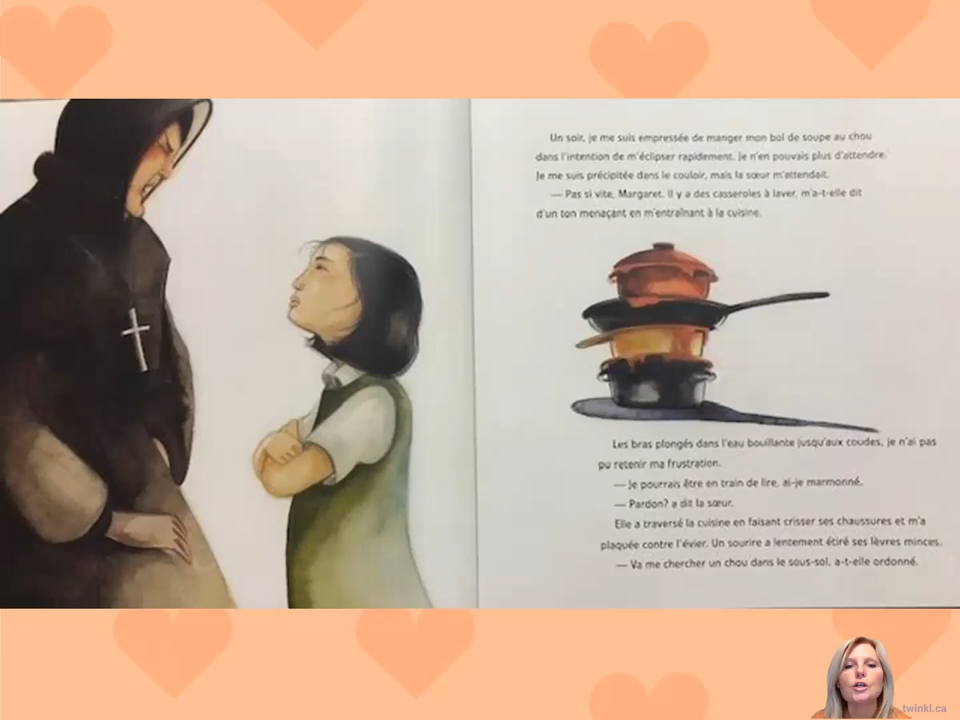 Un soir, je me suis empressée de manger mon bol de soupe au chou
dans l'intention de m'éclipser rapidement. Je n'en pouvais plus d'attendre.
Je me suis précipitée dans le couloir, mais la sœur m'attendait.
— Pas si vite, Margaret. Il y a des casseroles à laver, m'a-t-elle dit
d'un ton menaçant en m'entraînant à la cuisine.
Les bras plongés dans l'eau bouillante jusqu'aux coudes, je n'ai pas
pu retenir ma frustration.
— Je pourrais être en train de lire, ai-je marmonné.
— Pardon? a dit la sœur.
Elle a traversé la cuisine en faisant crisser ses chaussures et m'a
plaquée contre l'évier. Un sourire a lentement étiré ses lèvres minces.
— Va me chercher un chou dans le sous-sol, a-t-elle ordonné.
twinkl.ca